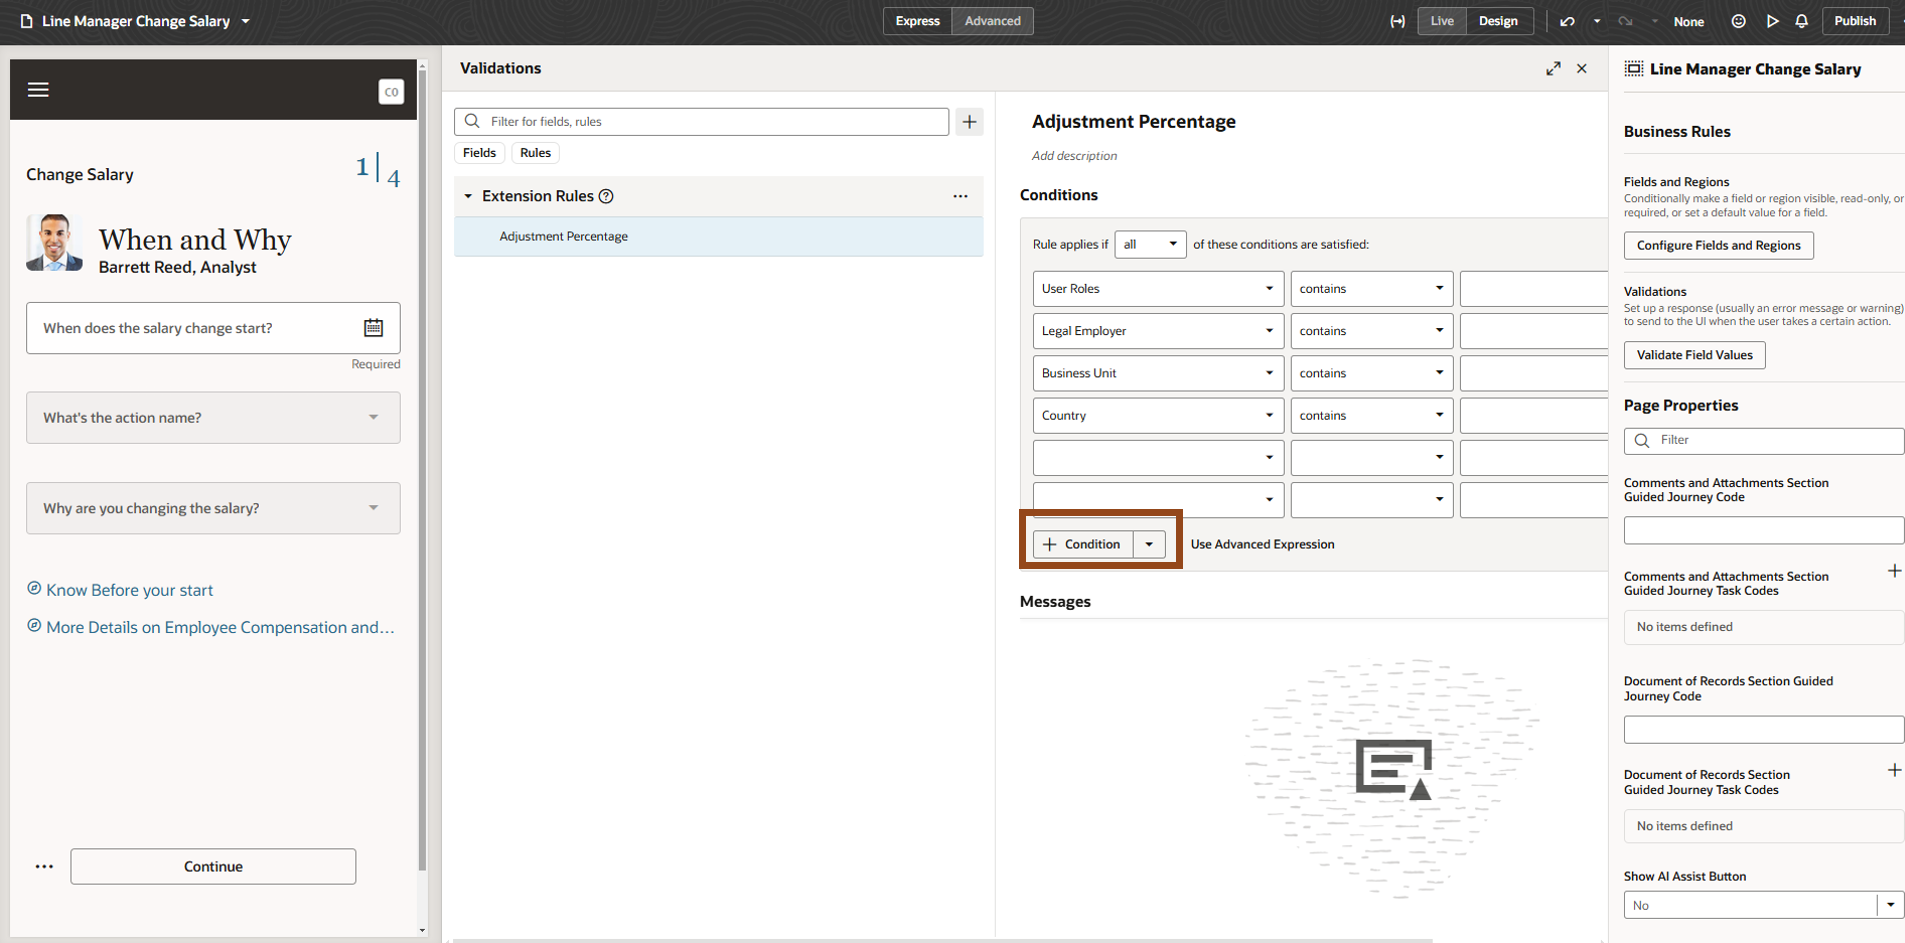 Line Manager Change Salary
Express
Advanced
Live
Design
None
Publish
CO
Change Salary
1
4
When and Why
Barrett Reed, Analyst
When does the salary change start?
Required
What's the action name?
Why are you changing the salary?
Know Before your start
More Details on Employee Compensation and...
Continue
Validations
Filter for fields, rules
Fields
Rules
Extension Rules
Adjustment Percentage
Adjustment Percentage
Add description
Conditions
Rule applies if
all
of these conditions are satisfied:
User Roles
contains
Legal Employer
contains
Business Unit
contains
Country
contains
Condition
Use Advanced Expression
Messages
Line Manager Change Salary
Business Rules
Fields and Regions
Conditionally make a field or region visible, read-only, or
required, or set a default value for a field.
Configure Fields and Regions
Validations
Set up a response (usually an error message or warning)
to send to the UI when the user takes a certain action.
Validate Field Values
Page Properties
Filter
Comments and Attachments Section
Guided Journey Code
Comments and Attachments Section
Guided Journey Task Codes
No items defined
Document of Records Section Guided
Journey Code
Document of Records Section
Guided Journey Task Codes
No items defined
Show AI Assist Button
No